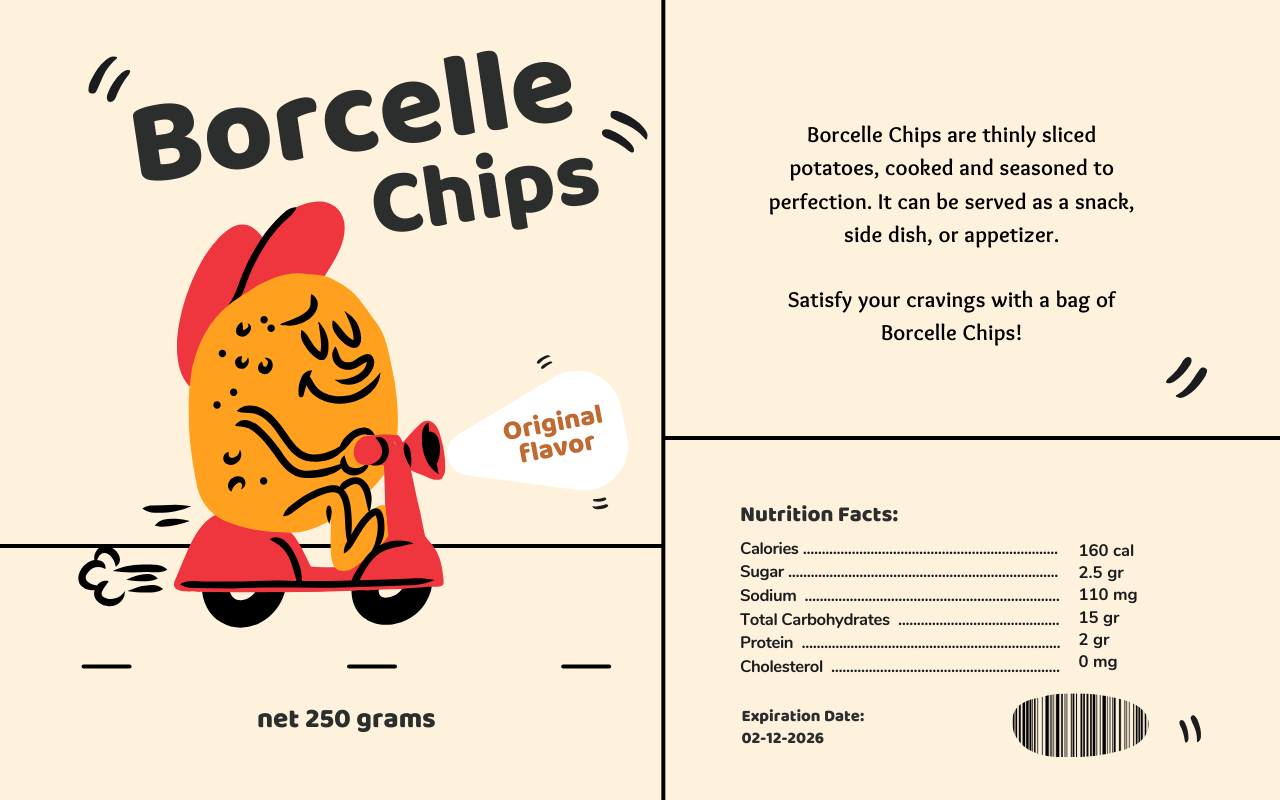 Borcelle
Chips
Original
flavor
net 250 grams
Borcelle Chips are thinly sliced
potatoes, cooked and seasoned to
perfection. It can be served as a snack,
side dish, or appetizer.
Satisfy your cravings with a bag of
Borcelle Chips!
Nutrition Facts:
Calories ................................................................ 160 cal
Sugar .................................................................... 2.5 gr
Sodium ................................................................ 110 mg
Total Carbohydrates ........................................ 15 gr
Protein ................................................................. 2 gr
Cholesterol ......................................................... 0 mg
Expiration Date:
02-12-2026